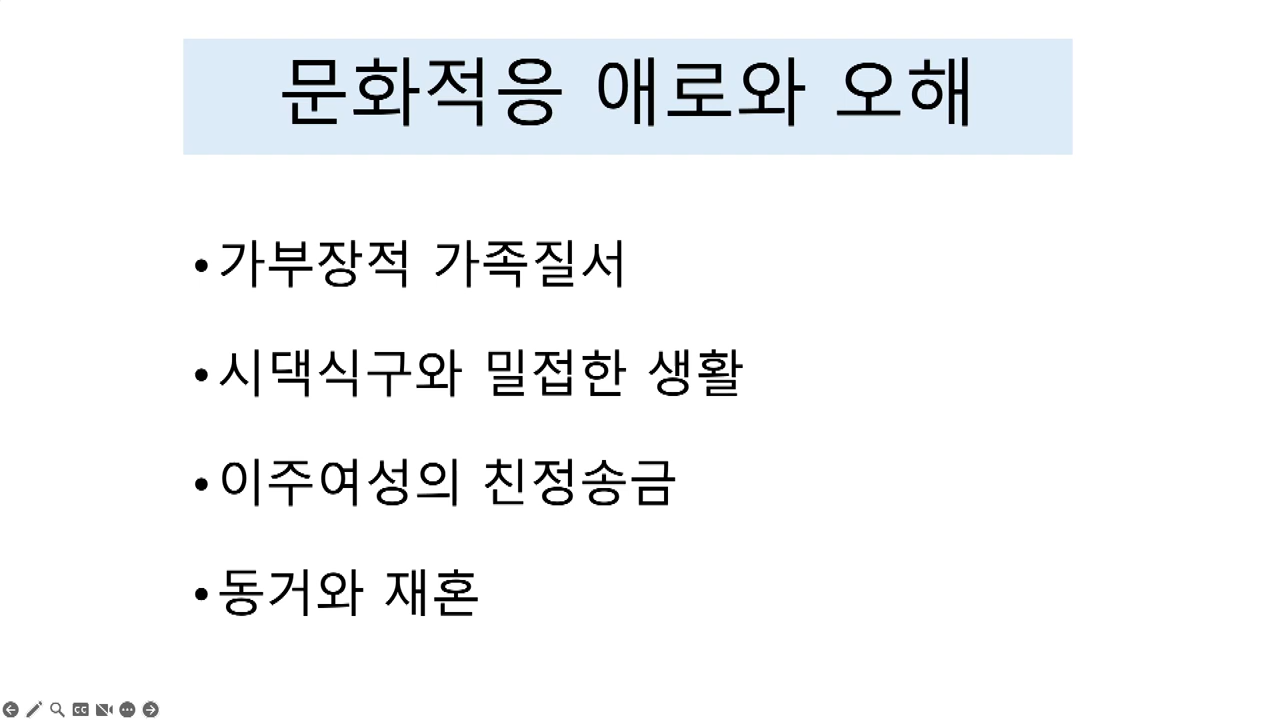 문화적응 애로와 오해
• 가부장적 가족질서
• 시댁식구와 밀접한 생활
• 이주여성의 친정송금
• 동거와 재혼
CC